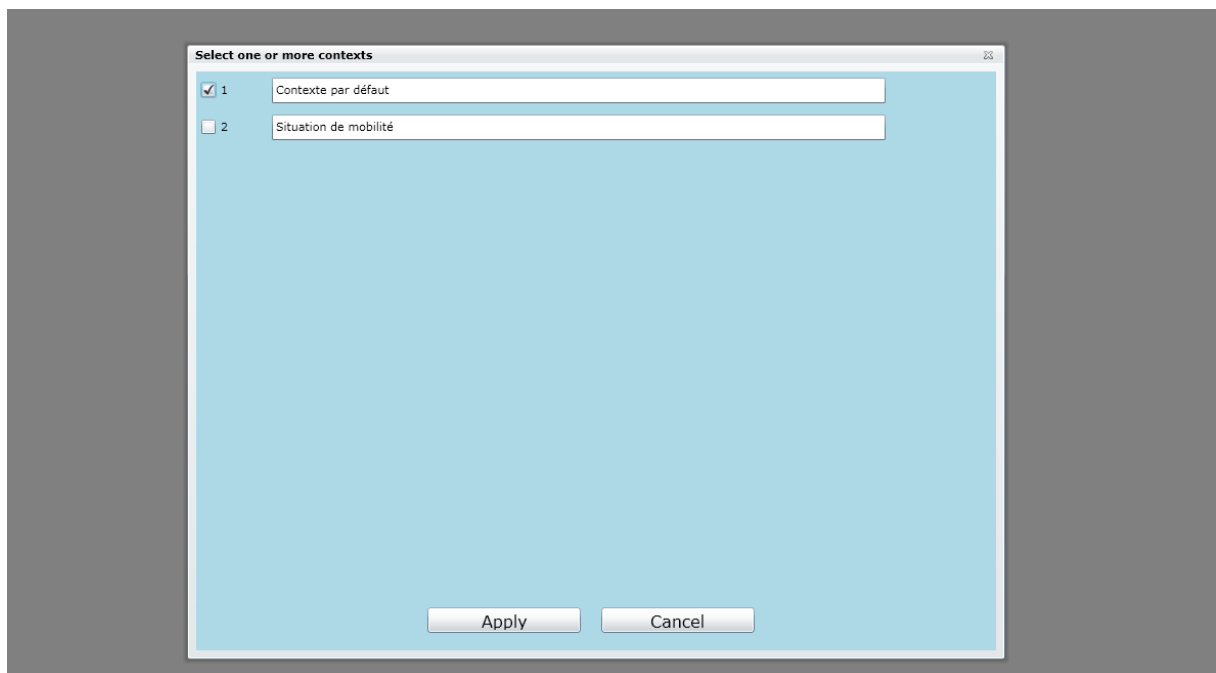 Select one or more contexts
1 Contexte par défaut
2 Situation de mobilité
Apply Cancel